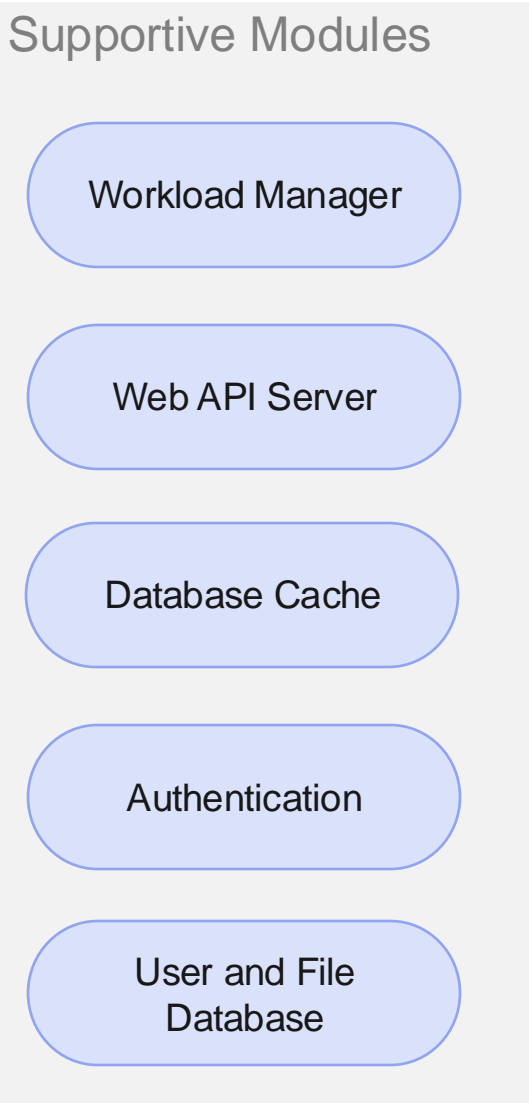 Supportive Modules
Workload Manager
Web API Server
Database Cache
Authentication
User and File
Database